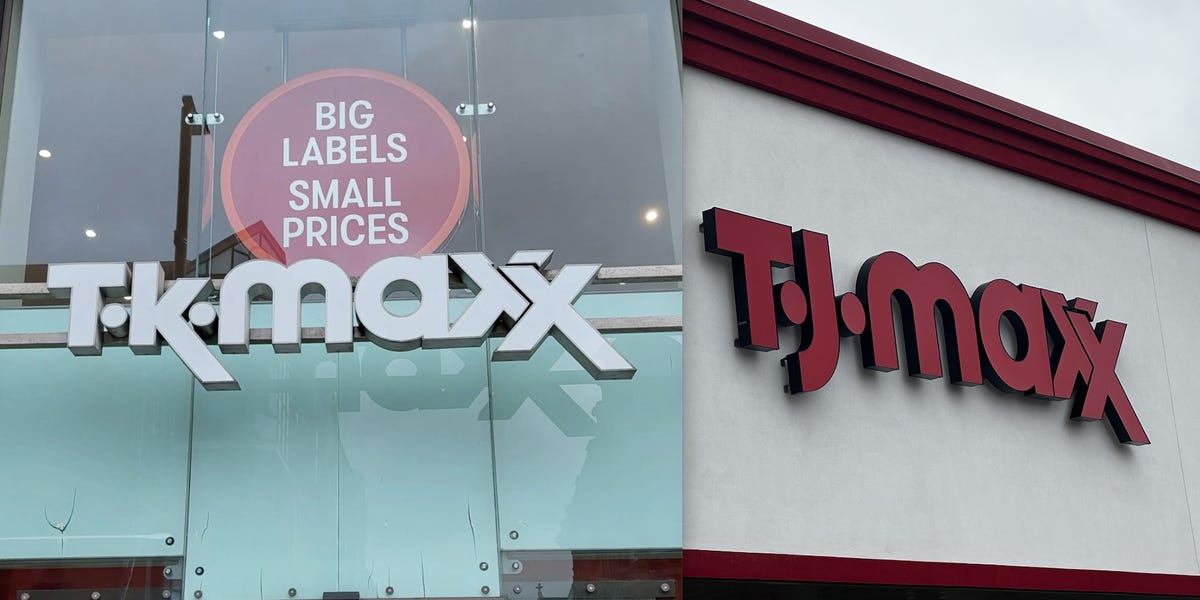 BIG
LABELS
SMALL
PRICES
T·K·maxx
T·J·maxx